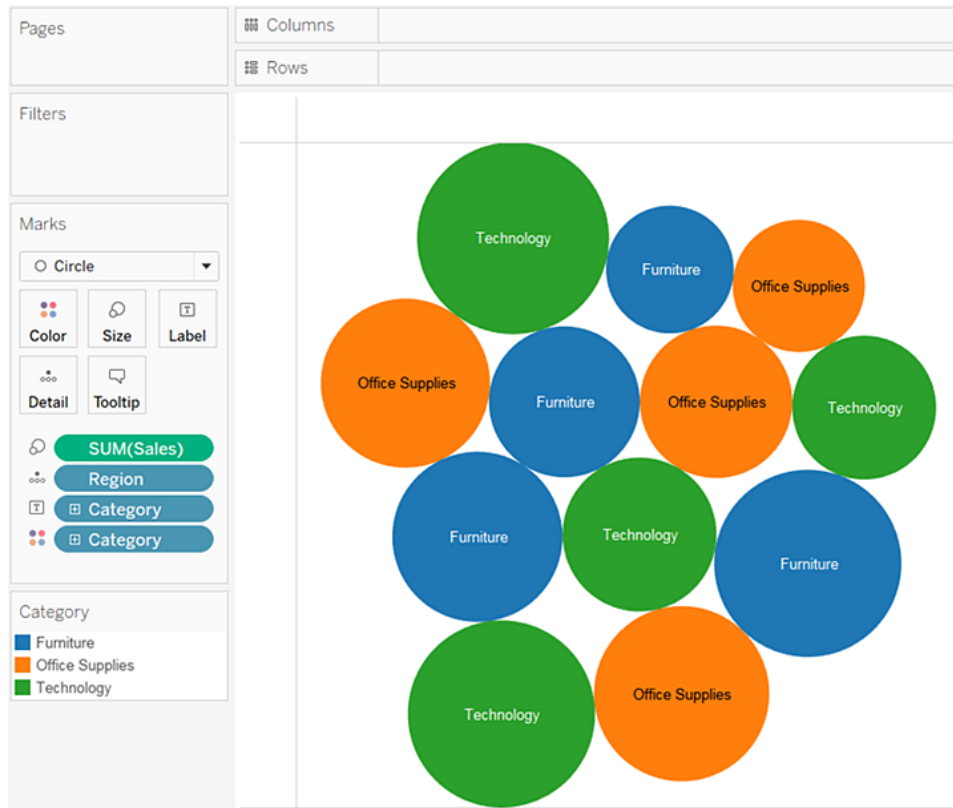 Pages
Columns
Rows
Filters
Marks
Circle
Color
Size
Label
Detail
Tooltip
SUM(Sales)
Region
Category
Category
Category
Furniture
Office Supplies
Technology
Technology
Furniture
Office Supplies
Office Supplies
Furniture
Office Supplies
Technology
Furniture
Technology
Furniture
Technology
Office Supplies